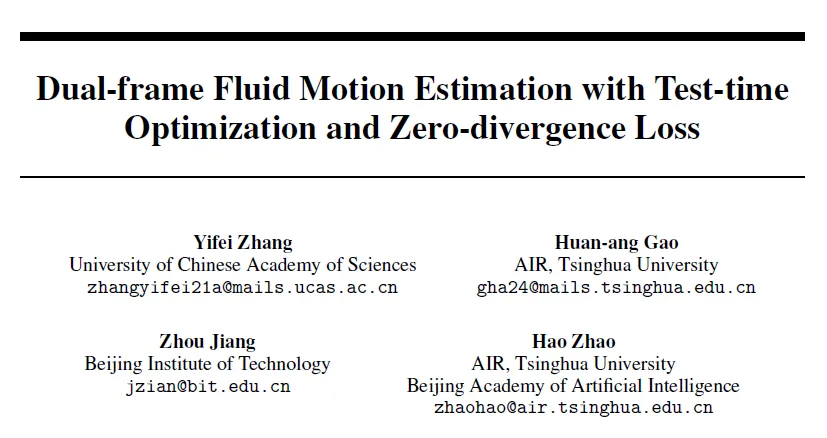 Dual-frame Fluid Motion Estimation with Test-time
Optimization and Zero-divergence Loss
Yifei Zhang
University of Chinese Academy of Sciences
zhangyifei21a@mails.ucas.ac.cn
Huan-ang Gao
AIR, Tsinghua University
gha24@mails.tsinghua.edu.cn
Zhou Jiang
Beijing Institute of Technology
jzian@bit.edu.cn
Hao Zhao
AIR, Tsinghua University
Beijing Academy of Artificial Intelligence
zhaohao@air.tsinghua.edu.cn